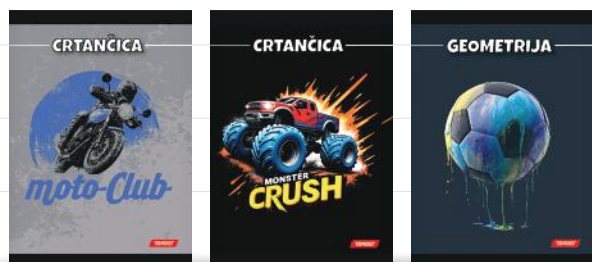 CRTANČICA
moto-Club
CRTANČICA
MONSTER
CRUSH
GEOMETRIJA